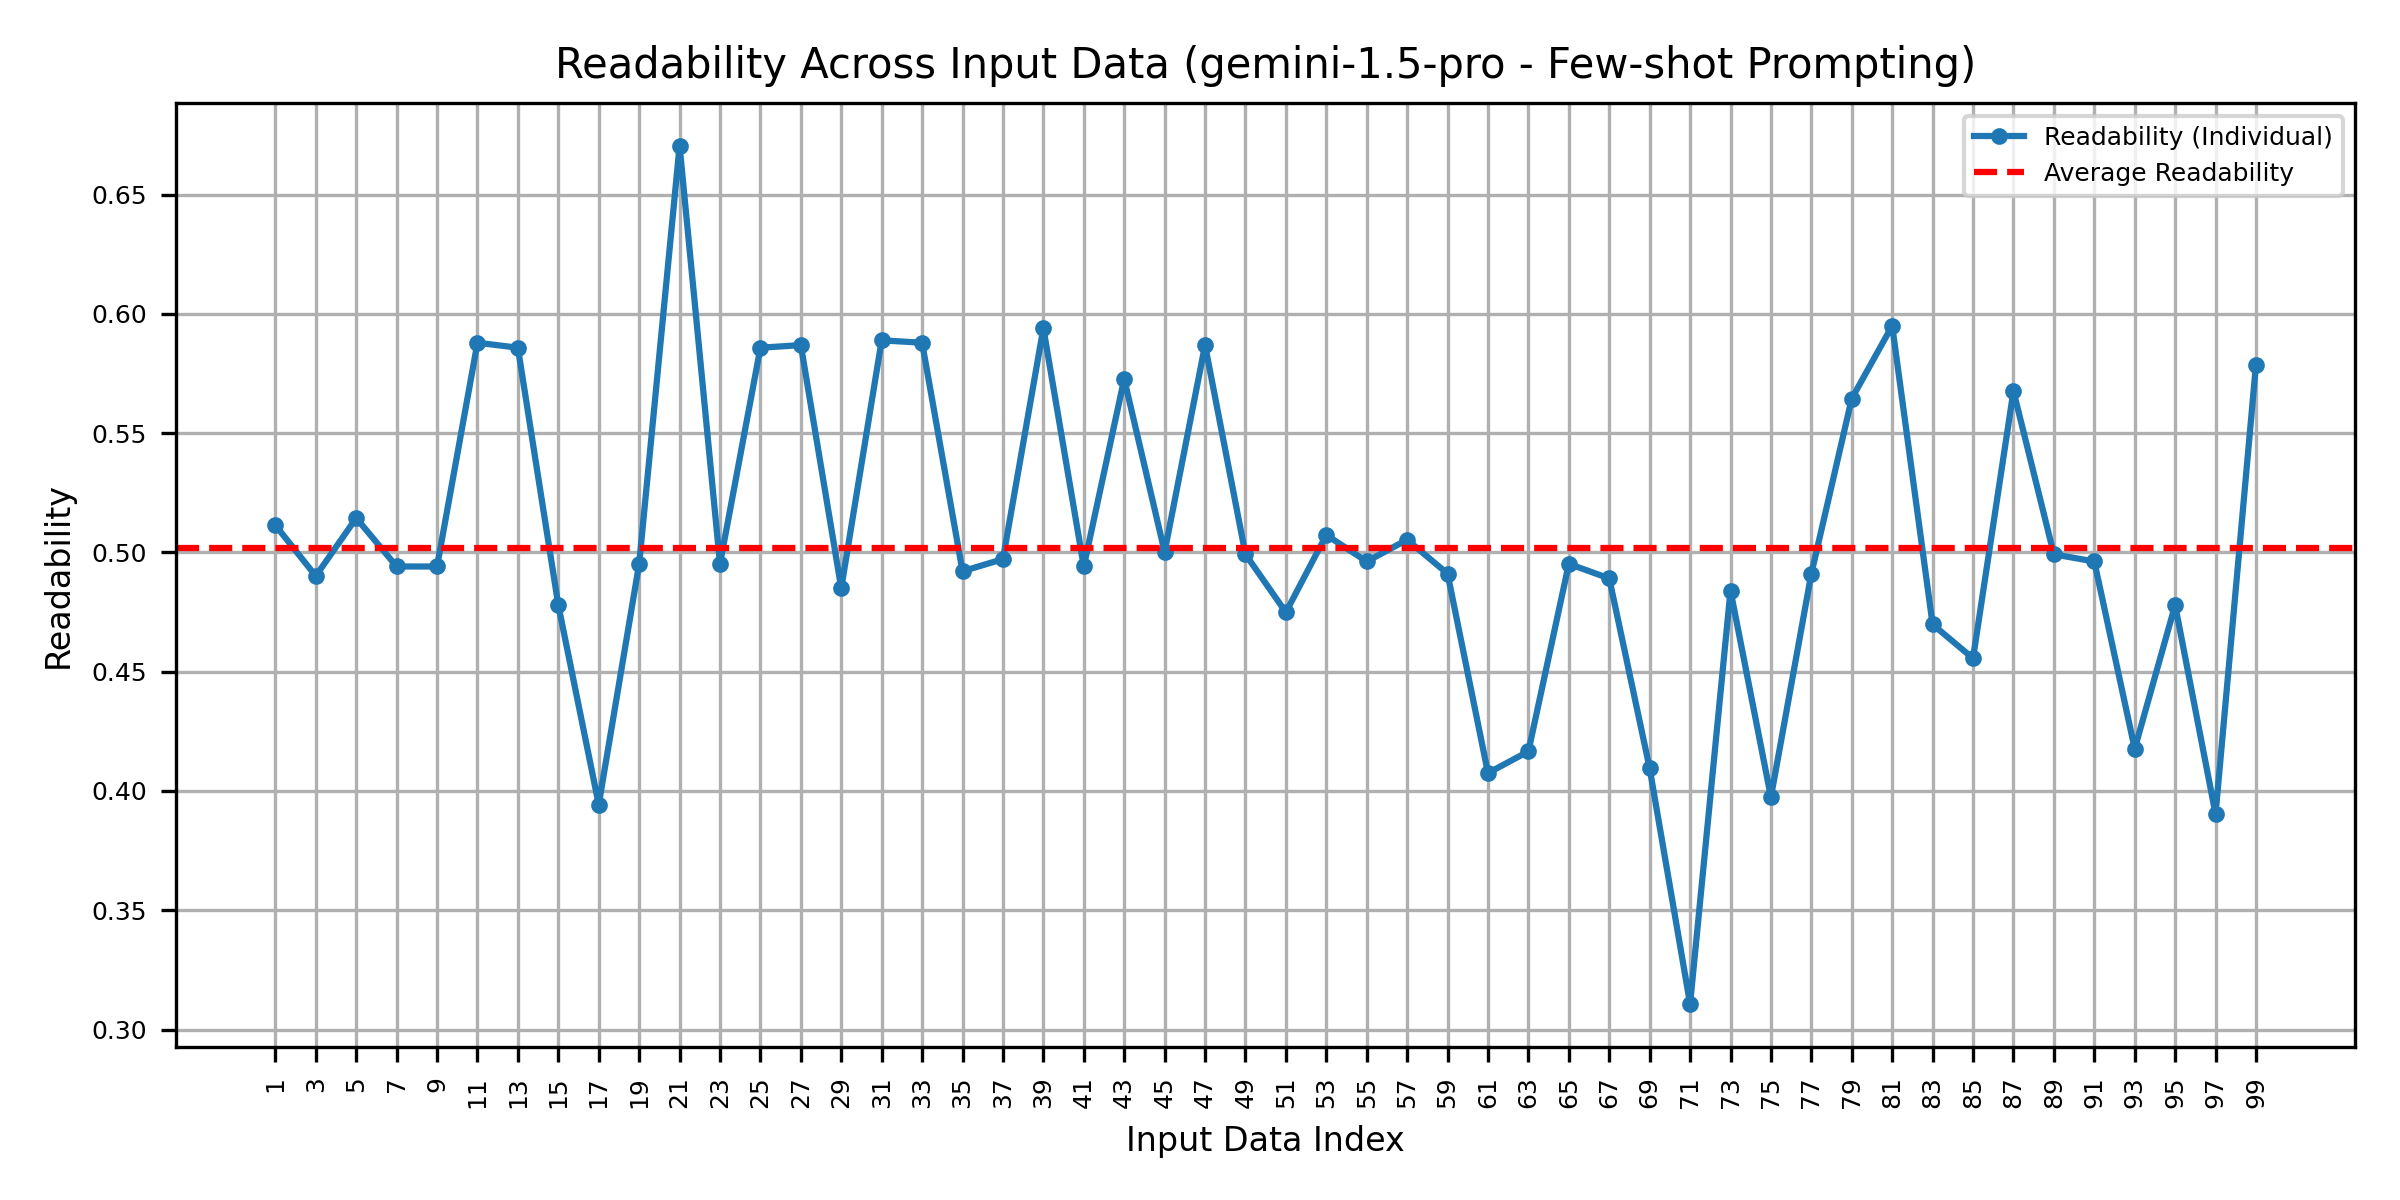 Readability Across Input Data (gemini-1.5-pro - Few-shot Prompting)
Readability (Individual)
Average Readability
Readability
0.65
0.60
0.55
0.50
0.45
0.40
0.35
0.30
1 3 5 7 9 11 13 15 17 19 21 23 25 27 29 31 33 35 37 39 41 43 45 47 49 51 53 55 57 59 61 63 65 67 69 71 73 75 77 79 81 83 85 87 89 91 93 95 97 99
Input Data Index